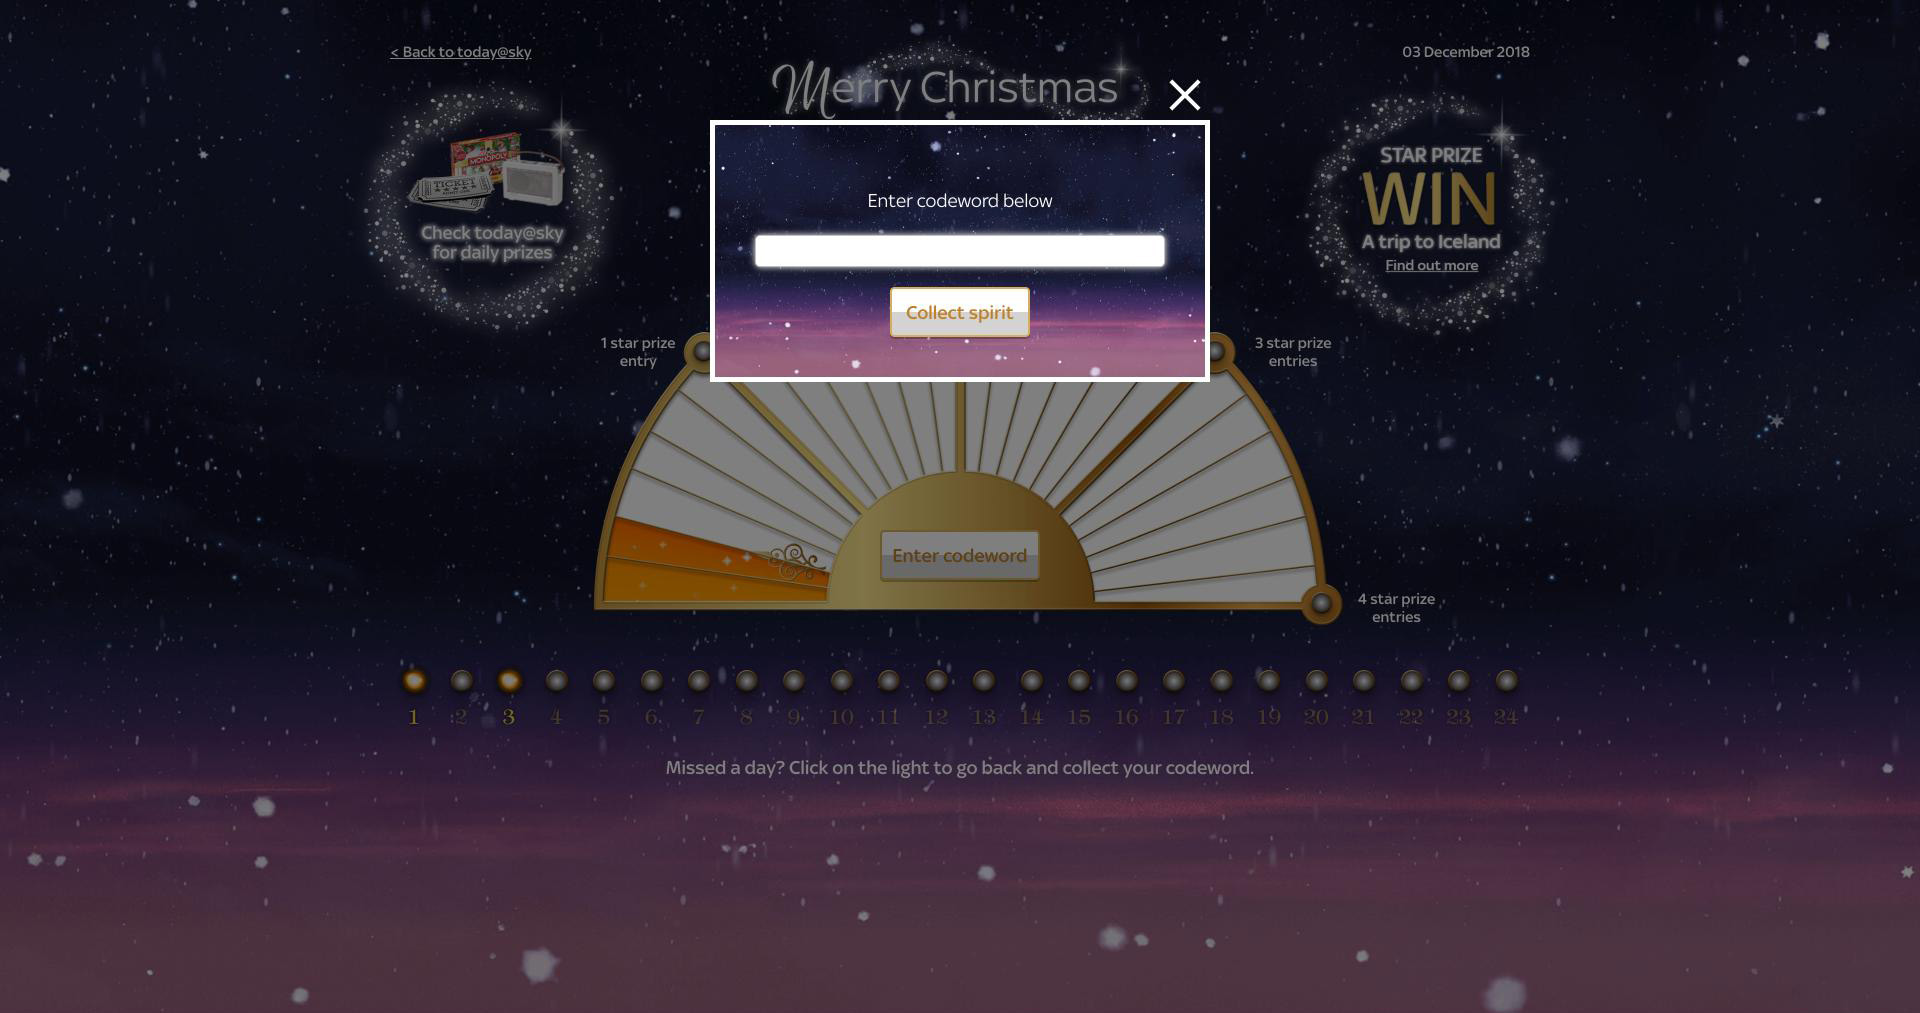 < Back to today@sky
03 December 2018
Merry Christmas
MONOPOLY
TICKET
Check today@sky
for daily prizes
STAR PRIZE
WIN
A trip to Iceland
Find out more
Enter codeword below
Collect spirit
1 star prize
entry
3 star prize
entries
Enter codeword
4 star prize
entries
1 2 3 4 5 6 7 8 9 10 11 12 13 14 15 16 17 18 19 20 21 22 23 24
Missed a day? Click on the light to go back and collect your codeword.